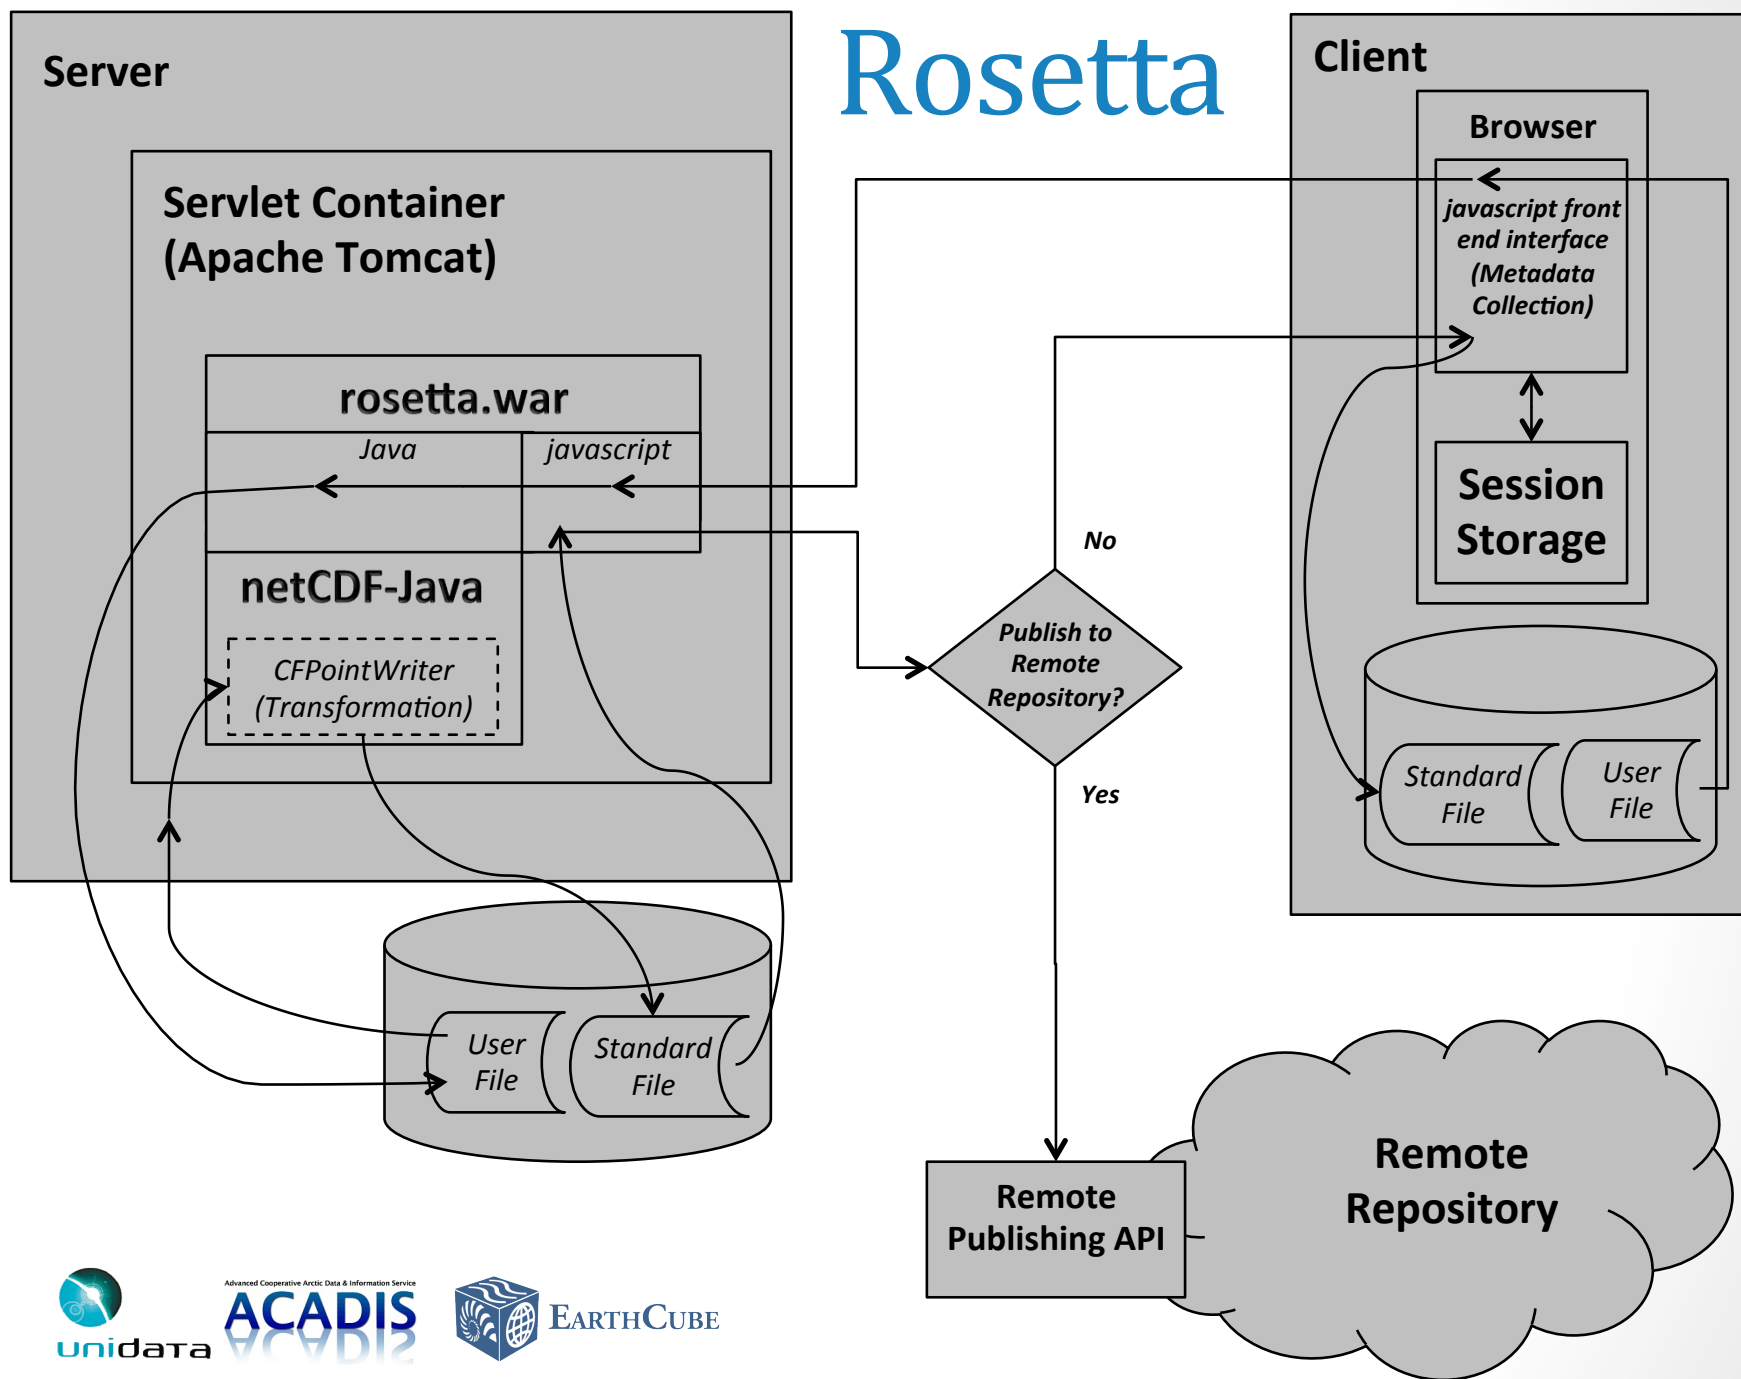 Rosetta
Server
Servlet Container
(Apache Tomcat)
rosetta.war
Java
javascript
netCDF-Java
CFPointWriter
(Transformation)
User
File
Standard
File
No
Publish to
Remote
Repository?
Yes
Client
Browser
javascript front
end interface
(Metadata
Collection)
Session
Storage
Standard
File
User
File
Remote
Publishing API
Remote
Repository
unidata
Advanced Cooperative Arctic Data & Information Service
ACADIS
EARTHCUBE